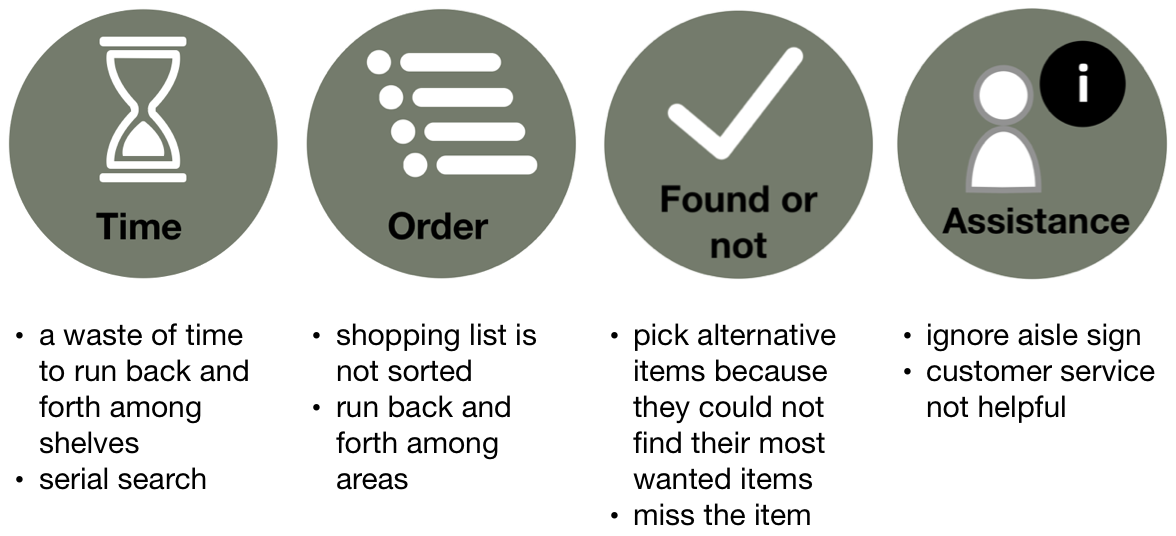 Time
• a waste of time
to run back and
forth among
shelves
• serial search
Order
• shopping list is
not sorted
• run back and
forth among
areas
Found or
not
• pick alternative
items because
they could not
find their most
wanted items
• miss the item
i
Assistance
• ignore aisle sign
• customer service
not helpful